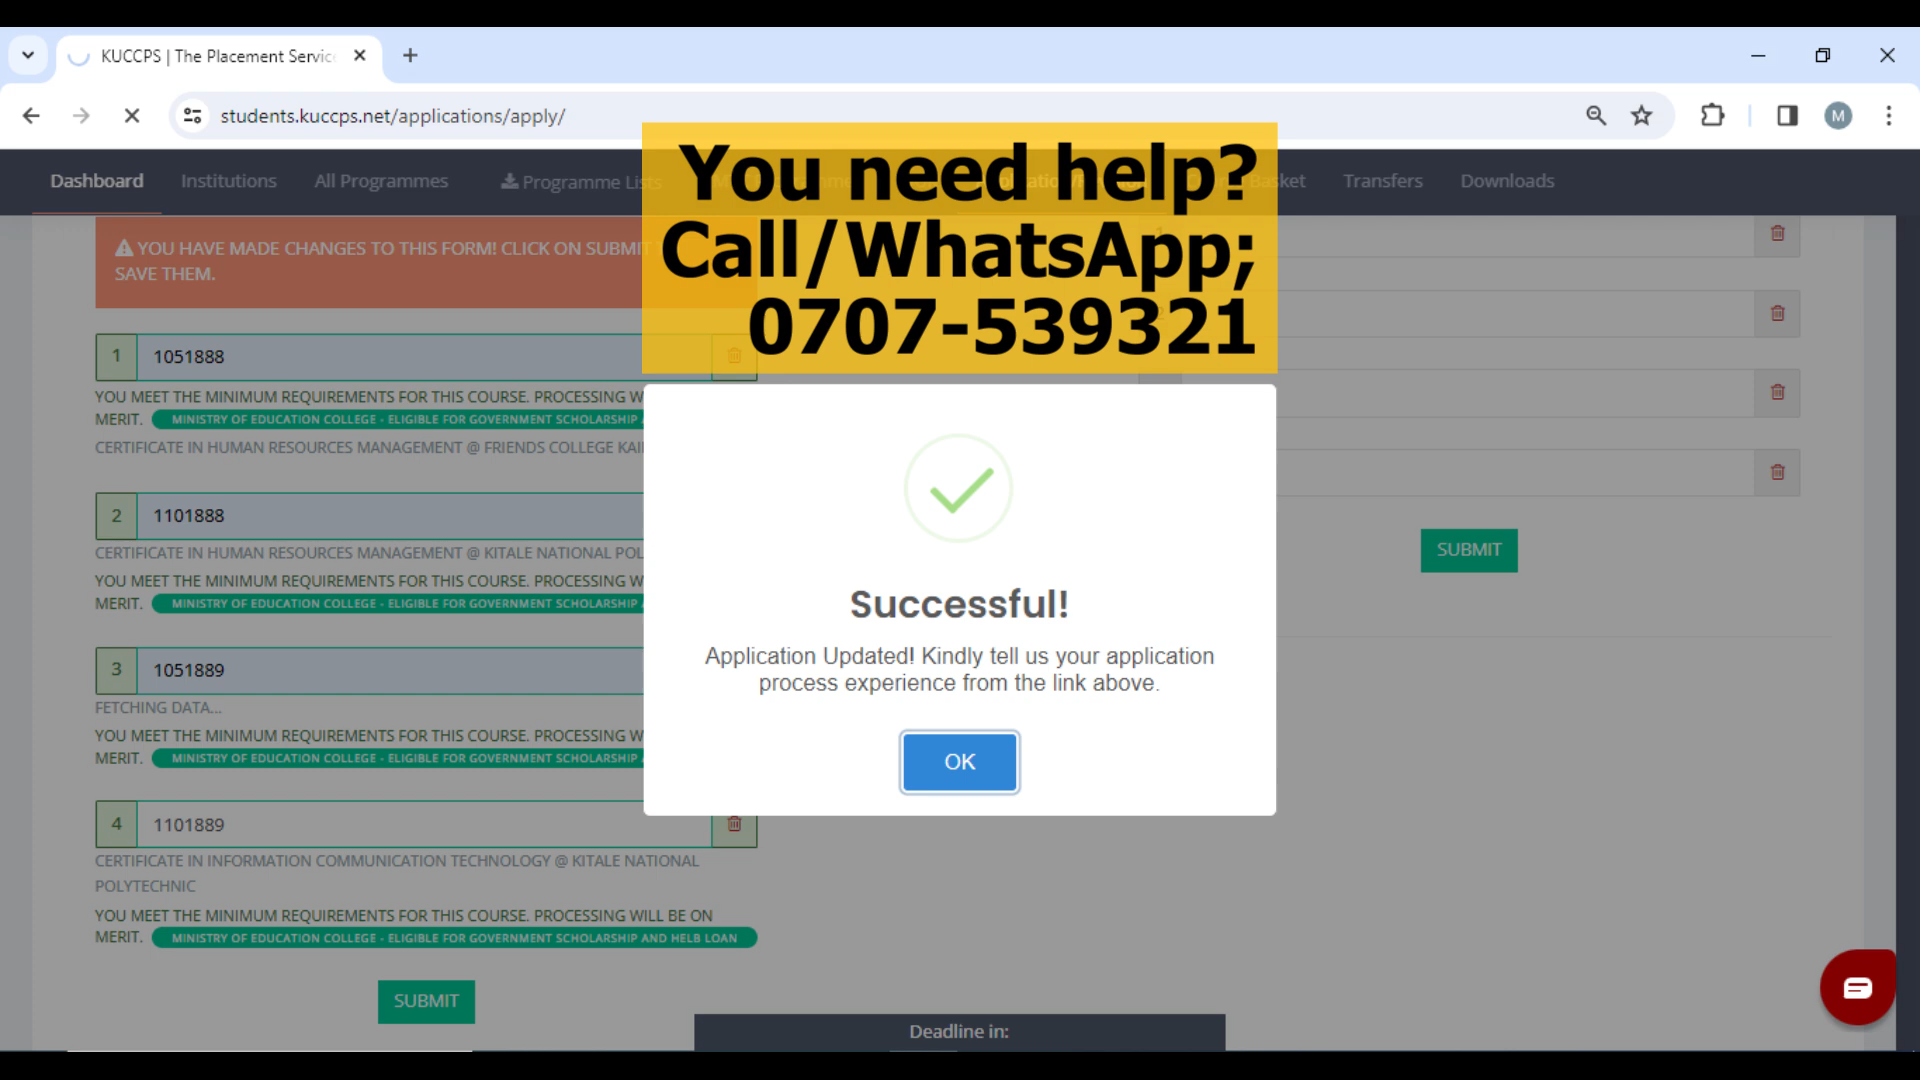 KUCCPS | The Placement Servic
students.kuccps.net/applications/apply/
M
Dashboard
Institutions
All Programmes
Programme Lists
Basket
Transfers
Downloads
You need help?
Call/WhatsApp;
0707-539321
YOU HAVE MADE CHANGES TO THIS FORM! CLICK ON SUBMIT
SAVE THEM.
1 1051888
YOU MEET THE MINIMUM REQUIREMENTS FOR THIS COURSE. PROCESSING W
MERIT. MINISTRY OF EDUCATION COLLEGE - ELIGIBLE FOR GOVERNMENT SCHOLARSHIP
CERTIFICATE IN HUMAN RESOURCES MANAGEMENT @ FRIENDS COLLEGE KAI
2 1101888
CERTIFICATE IN HUMAN RESOURCES MANAGEMENT @ KITALE NATIONAL POL
YOU MEET THE MINIMUM REQUIREMENTS FOR THIS COURSE. PROCESSING W
MERIT. MINISTRY OF EDUCATION COLLEGE - ELIGIBLE FOR GOVERNMENT SCHOLARSHIP
3 1051889
FETCHING DATA...
YOU MEET THE MINIMUM REQUIREMENTS FOR THIS COURSE. PROCESSING W
MERIT. MINISTRY OF EDUCATION COLLEGE - ELIGIBLE FOR GOVERNMENT SCHOLARSHIP
4 1101889
CERTIFICATE IN INFORMATION COMMUNICATION TECHNOLOGY @ KITALE NATIONAL
POLYTECHNIC
YOU MEET THE MINIMUM REQUIREMENTS FOR THIS COURSE. PROCESSING WILL BE ON
MERIT. MINISTRY OF EDUCATION COLLEGE - ELIGIBLE FOR GOVERNMENT SCHOLARSHIP AND HELB LOAN
SUBMIT
Successful!
Application Updated! Kindly tell us your application
process experience from the link above.
OK
SUBMIT
Deadline in: